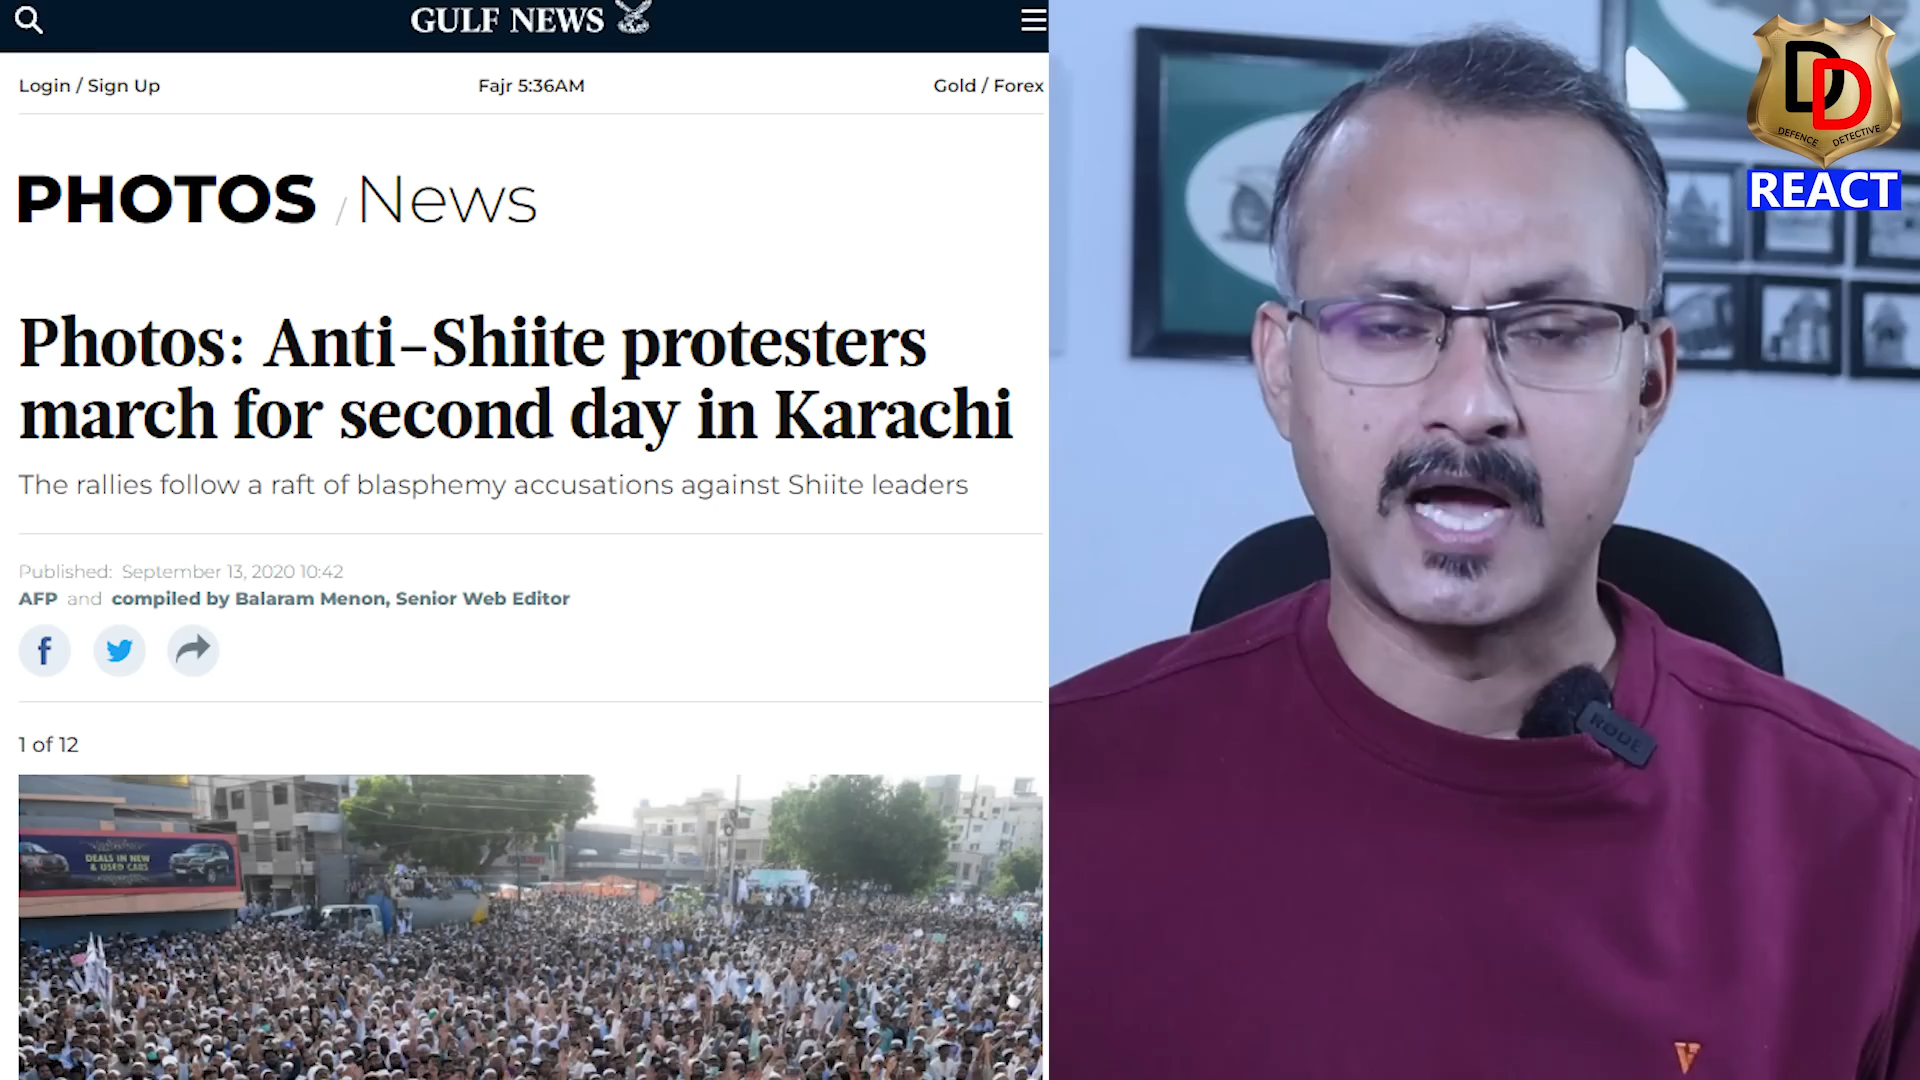 GULF NEWS
Login / Sign Up
Fajr 5:36AM
Gold / Forex
PHOTOS / News
Photos: Anti-Shiite protesters
march for second day in Karachi
The rallies follow a raft of blasphemy accusations against Shiite leaders
Published: September 13, 2020 10:42
AFP and compiled by Balaram Menon, Senior Web Editor
1 of 12
DEALS IN NEW
& USED CARS
DD
DEFENCE DETECTIVE
REACT
RODE
V